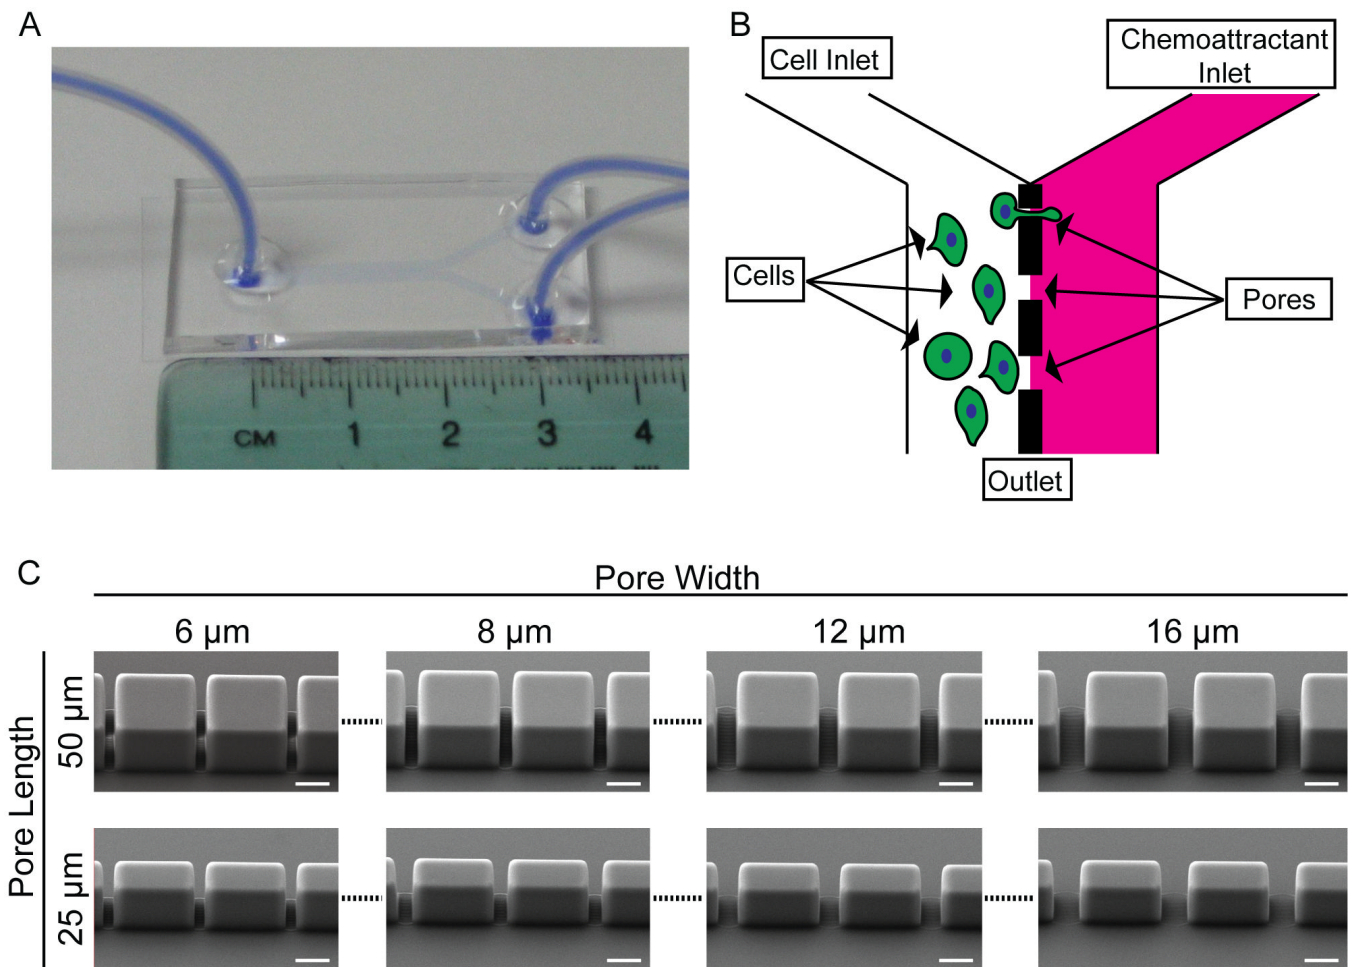 A
CM 1 2 3 4
B
Cell Inlet
Chemoattractant
Inlet
Cells
Pores
Outlet
C
Pore Width
6 µm 8 µm 12 µm 16 µm
Pore Length
50 µm
25 µm